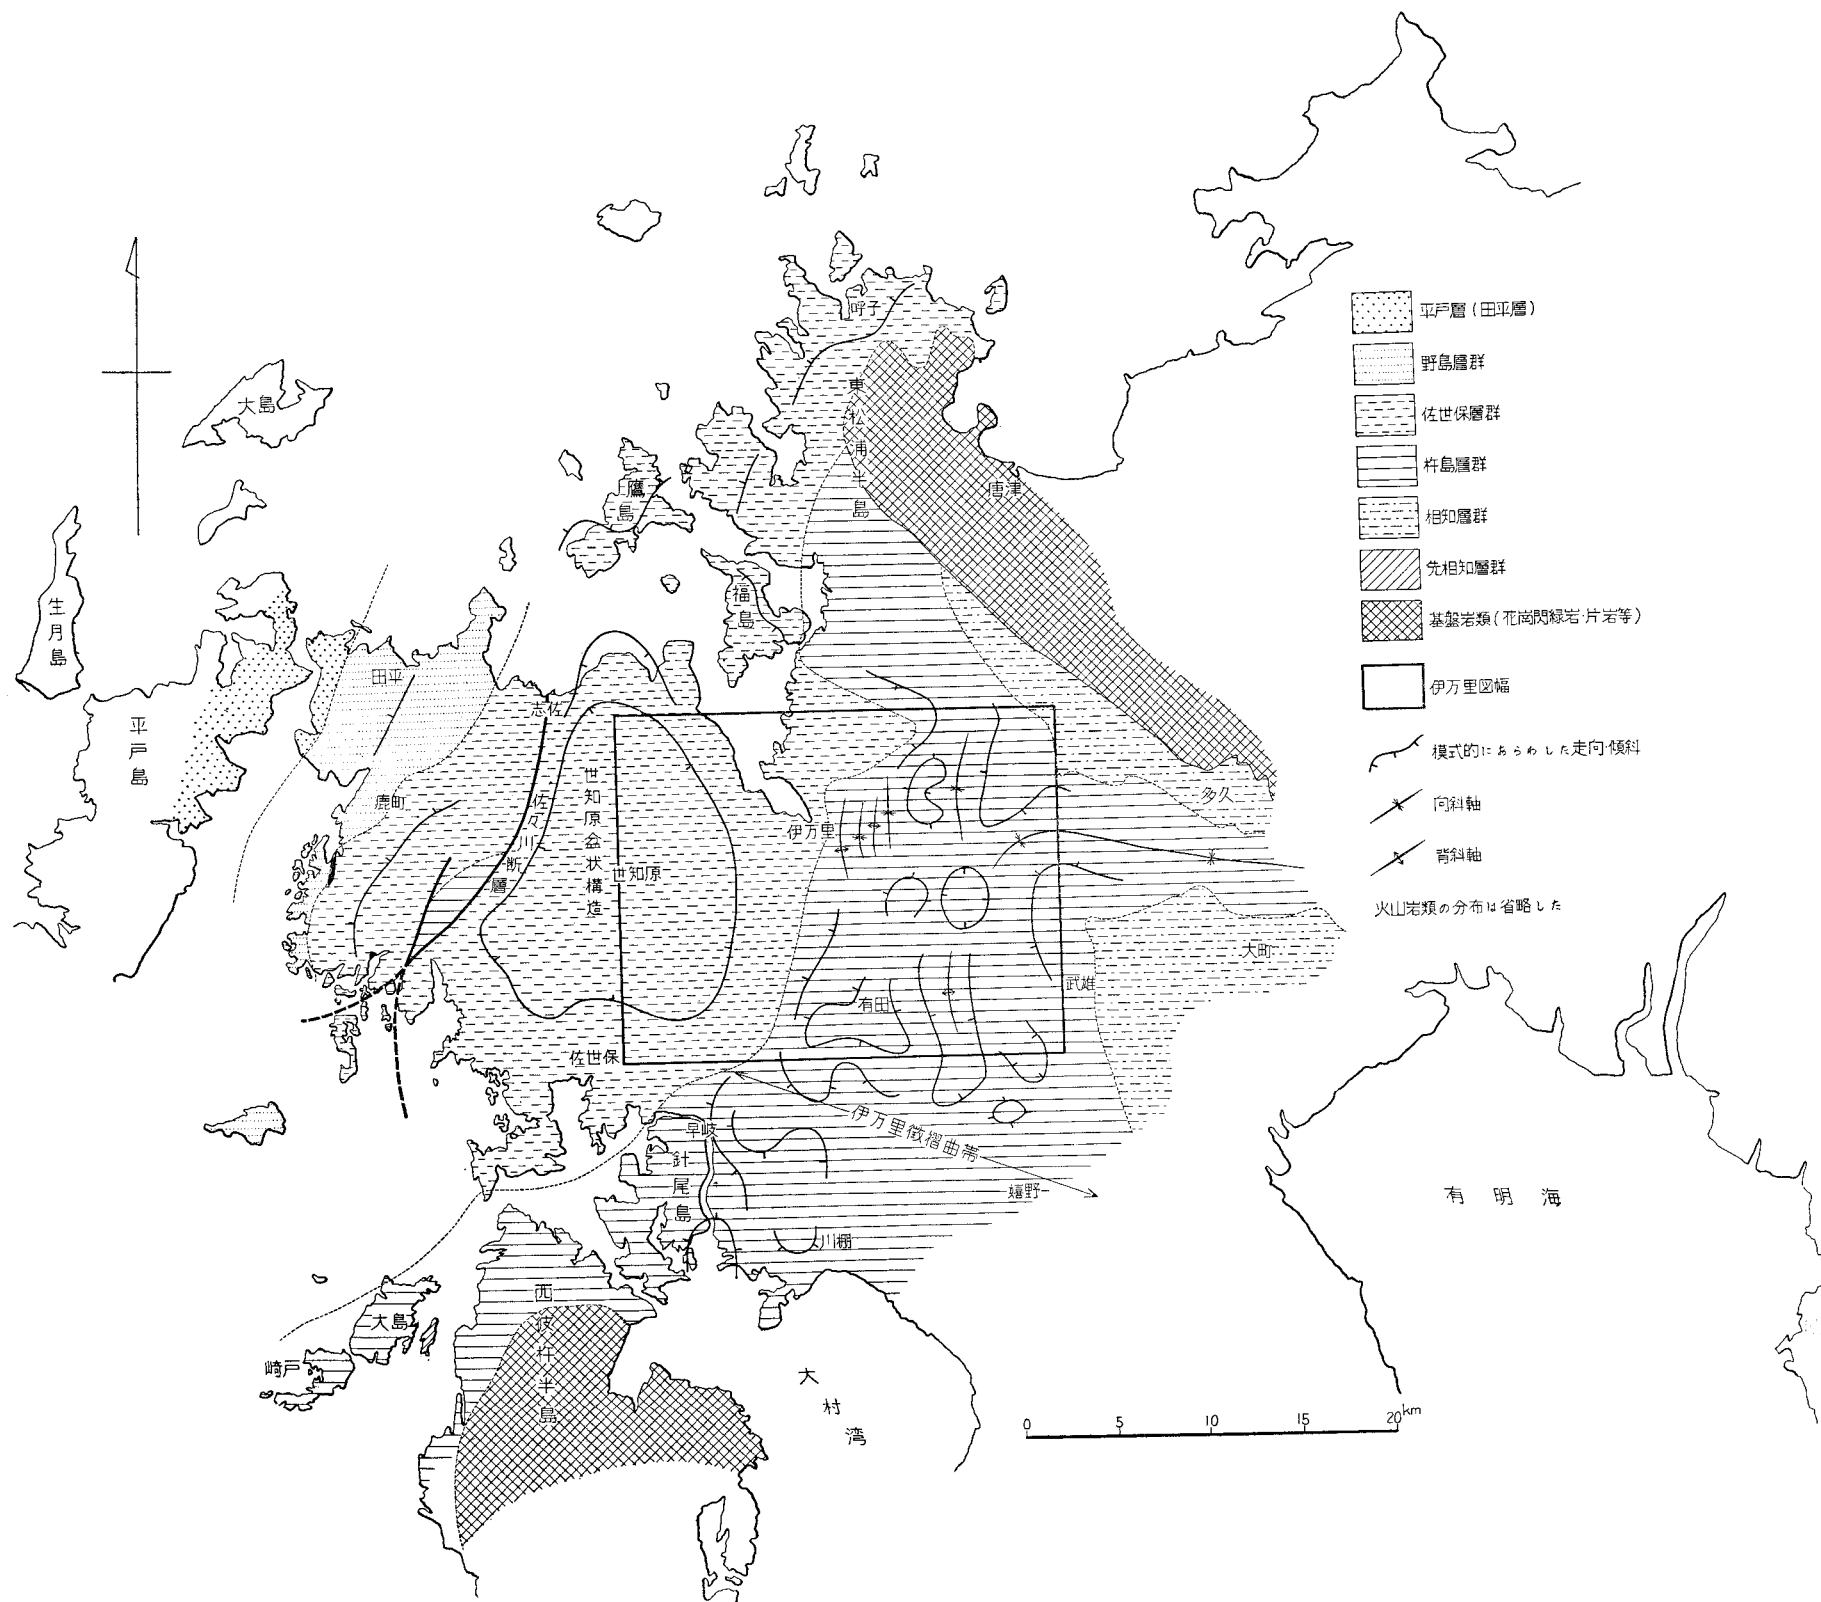 呼子
東松浦半島
唐津
大島
鷹島
福島
生月島
平戸島
田平
志佐
鹿町
佐々川断層
世知原盆状構造
世知原
伊万里
多久
大町
武雄
有田
佐世保
早岐
針尾島
伊万里褶曲帯
嬉野
川棚
西彼杵半島
大島
崎戸
大村湾
有明海
平戸層(田平層)
野島層群
佐世保層群
杵島層群
相知層群
先相知層群
基盤岩類(花崗閃緑岩・片岩等)
伊万里図幅
模式的にあらわした走向・傾斜
向斜軸
背斜軸
火山岩類の分布は省略した
0 5 10 15 20km